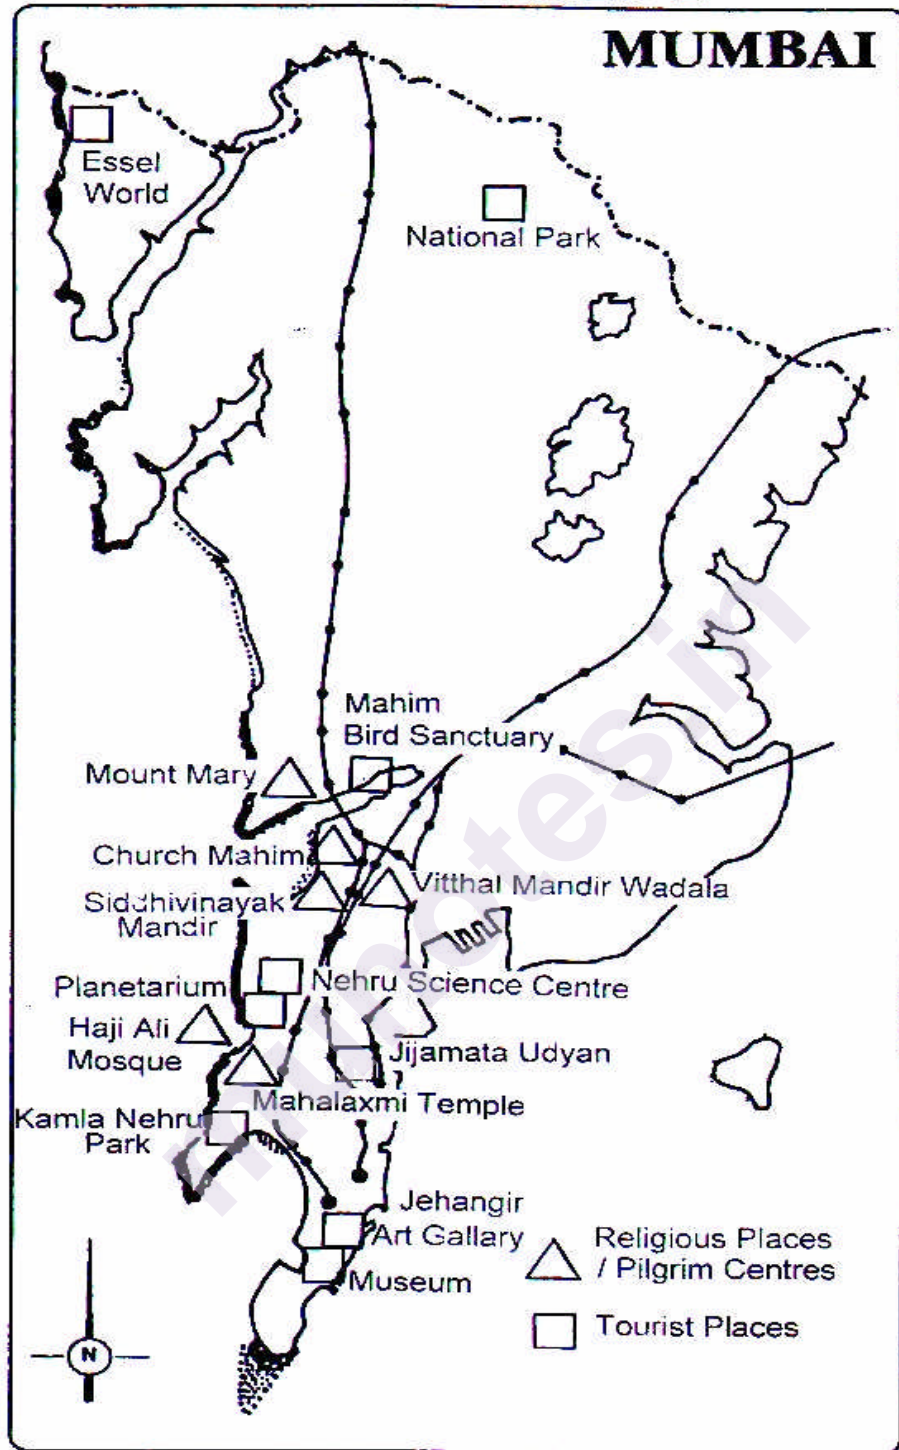 MUMBAI
Essel
World
National Park
Mahim
Bird Sanctuary
Mount Mary
Church Mahim
Vitthal Mandir Wadala
Siddhivinayak
Mandir
Nehru Science Centre
Planetarium
Haji Ali
Mosque
Jijamata Udyan
Mahalaxmi Temple
Kamla Nehru
Park
Jehangir
Art Gallary
Museum
Religious Places
/ Pilgrim Centres
Tourist Places
N
munotes.in